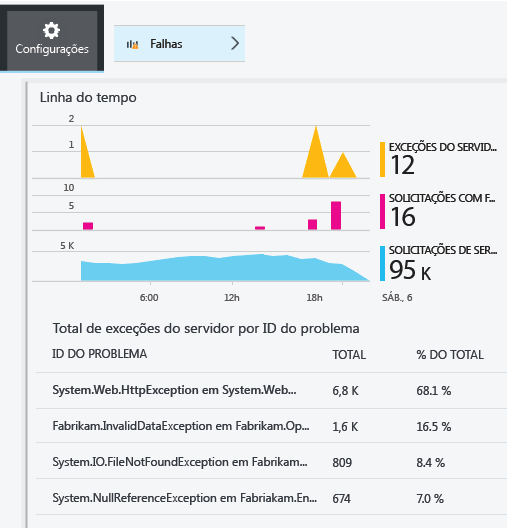 Configurações
Falhas
Linha do tempo
2
1
EXCEÇÕES DO SERVID...
12
10
5
SOLICITAÇÕES COM F...
16
5 K
SOLICITAÇÕES DE SER...
95 K
6:00 12h 18h SÁB., 6
Total de exceções do servidor por ID do problema
ID DO PROBLEMA TOTAL % DO TOTAL
System.Web.HttpException em System.Web... 6,8 K 68.1 %
Fabrikam.InvalidDataException em Fabrikam.Op... 1,6 K 16.5 %
System.IO.FileNotFoundException em Fabrikam... 809 8.4 %
System.NullReferenceException em Fabriakam.En... 674 7.0 %